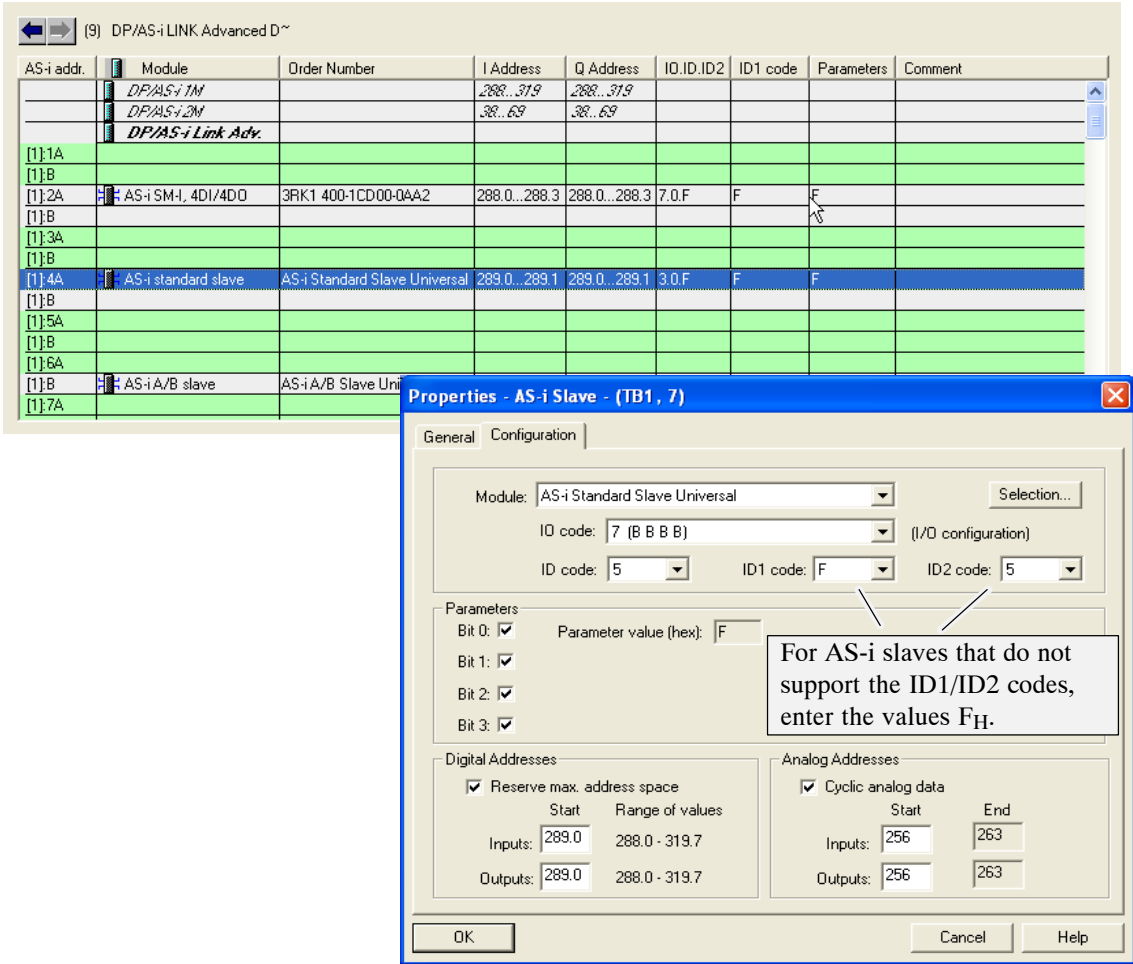 (9) DP/AS-i LINK Advanced D~
AS-i addr. Module Order Number I Address Q Address IO.ID.ID2 ID1 code Parameters Comment
DP/AS-i 1M 288...319 288...319
DP/AS-i 2M 38...69 38...69
DP/AS-i Link Adv.
[1]:1A
[1]:B
[1]:2A AS-i SM-I, 4DI/4DO 3RK1 400-1CD00-0AA2 288.0...288.3 288.0...288.3 7.0.F F F
[1]:B
[1]:3A
[1]:B
[1]:4A AS-i standard slave AS-i Standard Slave Universal 289.0...289.1 289.0...289.1 3.0.F F F
[1]:B
[1]:5A
[1]:B
[1]:6A
[1]:B AS-i A/B slave AS-i A/B Slave Uni
[1]:7A
Properties - AS-i Slave - (TB1 , 7)
General Configuration
Module: AS-i Standard Slave Universal Selection...
IO code: 7 (B B B B) (I/O configuration)
ID code: 5 ID1 code: F ID2 code: 5
Parameters
Bit 0: Parameter value (hex): F
Bit 1:
Bit 2:
Bit 3:
For AS-i slaves that do not
support the ID1/ID2 codes,
enter the values FH.
Digital Addresses Analog Addresses
Reserve max. address space Cyclic analog data
Start Range of values Start End
Inputs: 289.0 288.0 - 319.7 Inputs: 256 263
Outputs: 289.0 288.0 - 319.7 Outputs: 256 263
OK Cancel Help